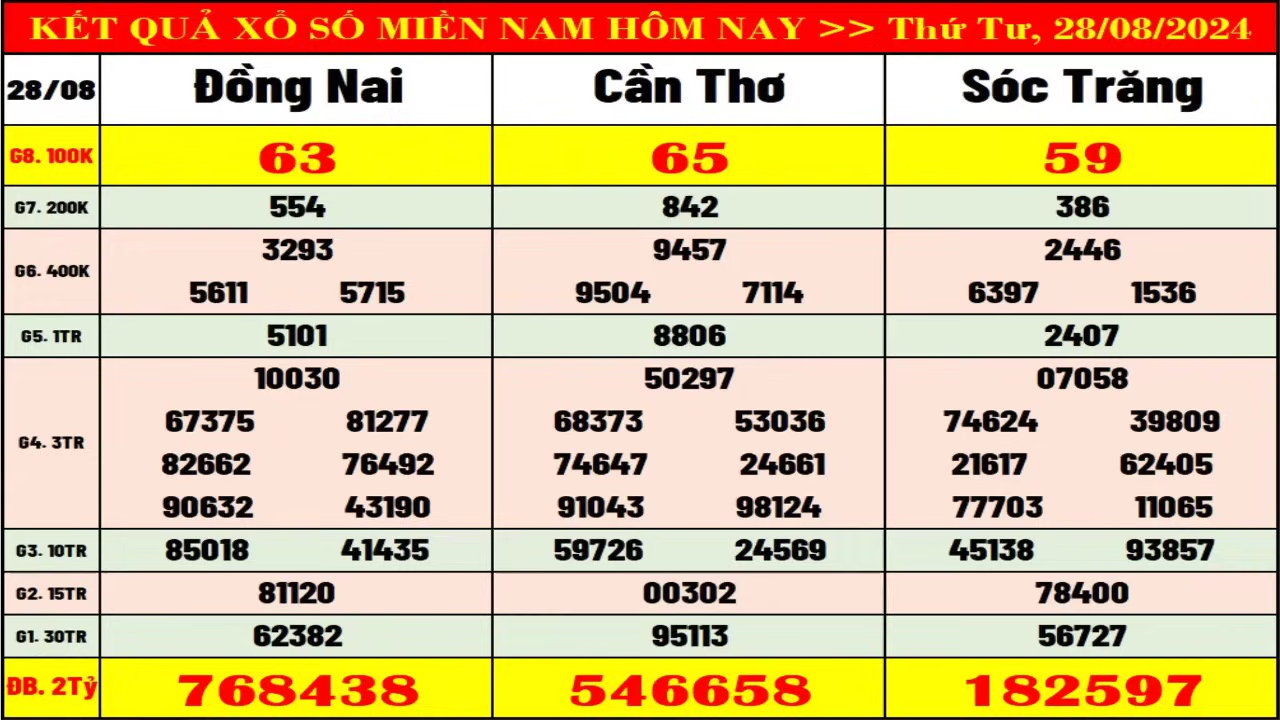 KẾT QUẢ XỔ SỐ MIỀN NAM HÔM NAY >> Thứ Tư, 28/08/2024
28/08 Đồng Nai Cần Thơ Sóc Trăng
G8. 100K 63 65 59
G7. 200K 554 842 386
3293 9457 2446
G6. 400K
5611 5715 9504 7114 6397 1536
G5. 1TR 5101 8806 2407
10030 50297 07058
67375 81277 68373 53036 74624 39809
G4. 3TR
82662 76492 74647 24661 21617 62405
90632 43190 91043 98124 77703 11065
G3. 10TR 85018 41435 59726 24569 45138 93857
G2. 15TR 81120 00302 78400
G1. 30TR 62382 95113 56727
ĐB. 2Tỷ 768438 546658 182597